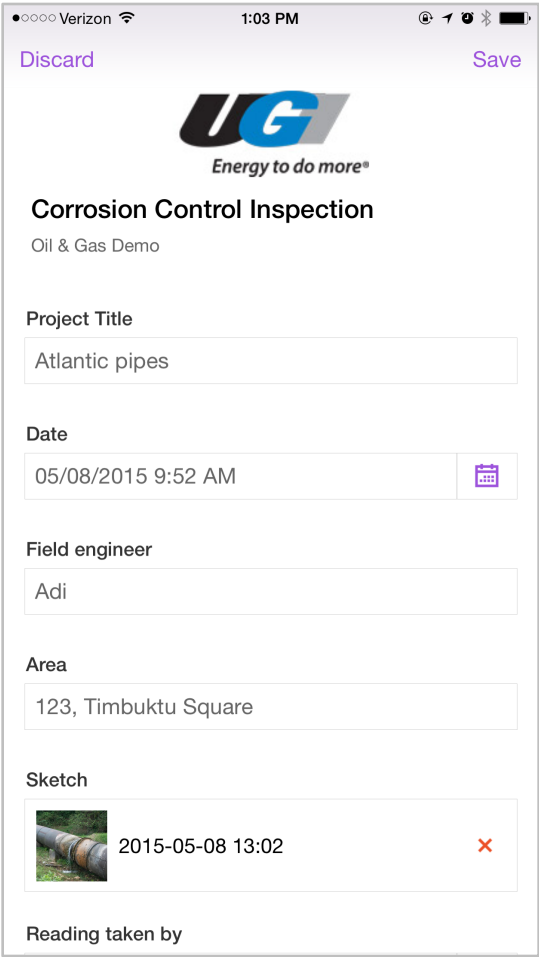 Verizon 1:03 PM
Discard Save
UGI
Energy to do more®
Corrosion Control Inspection
Oil & Gas Demo
Project Title
Atlantic pipes
Date
05/08/2015 9:52 AM
Field engineer
Adi
Area
123, Timbuktu Square
Sketch
2015-05-08 13:02
Reading taken by